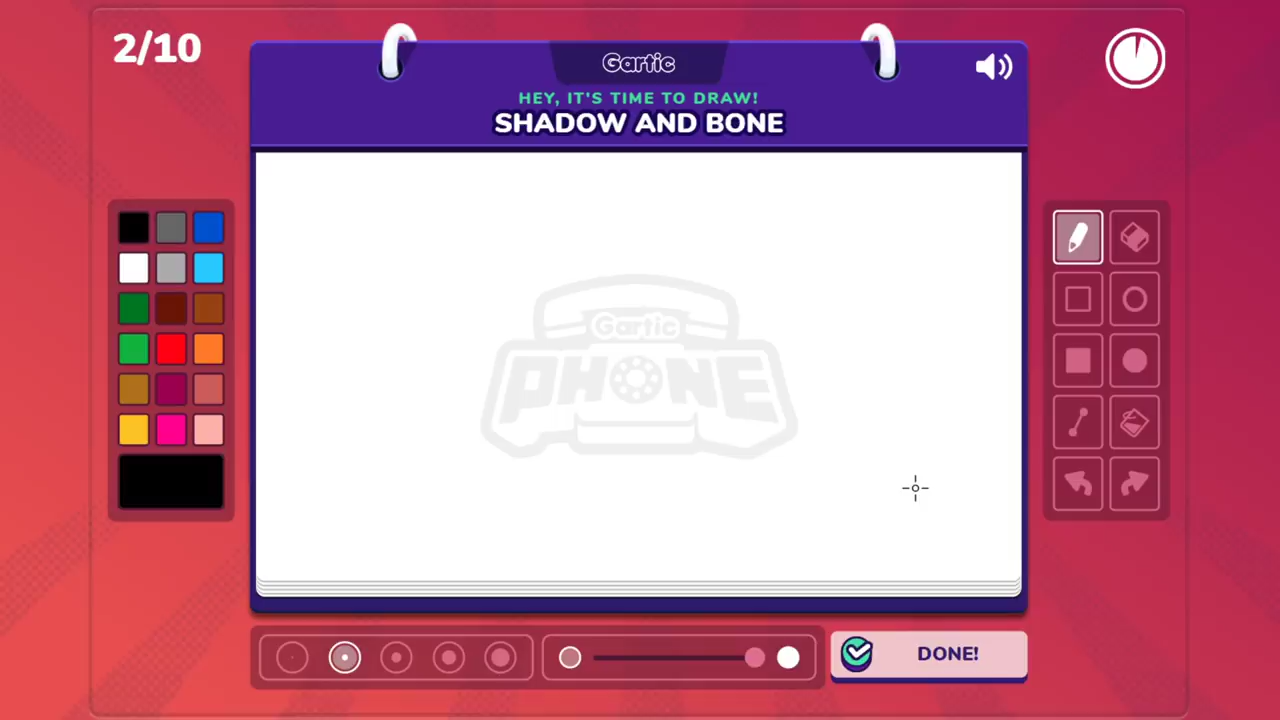 2/10
Gartic
HEY, IT'S TIME TO DRAW!
SHADOW AND BONE
Gartic
PHONE
DONE!